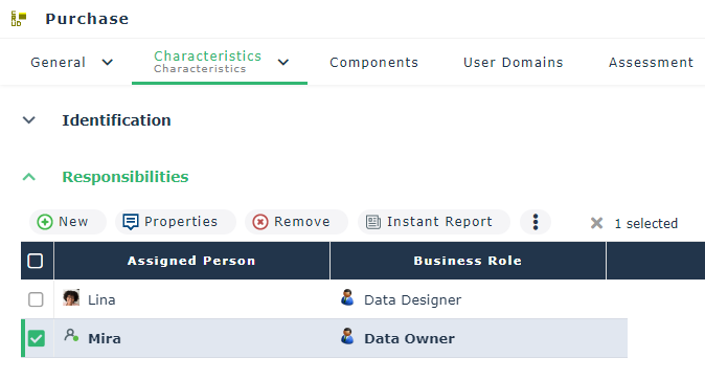 Purchase
General Characteristics Components User Domains Assessment
Characteristics
Identification
Responsibilities
New Properties Remove Instant Report 1 selected
Assigned Person Business Role
Lina Data Designer
Mira Data Owner